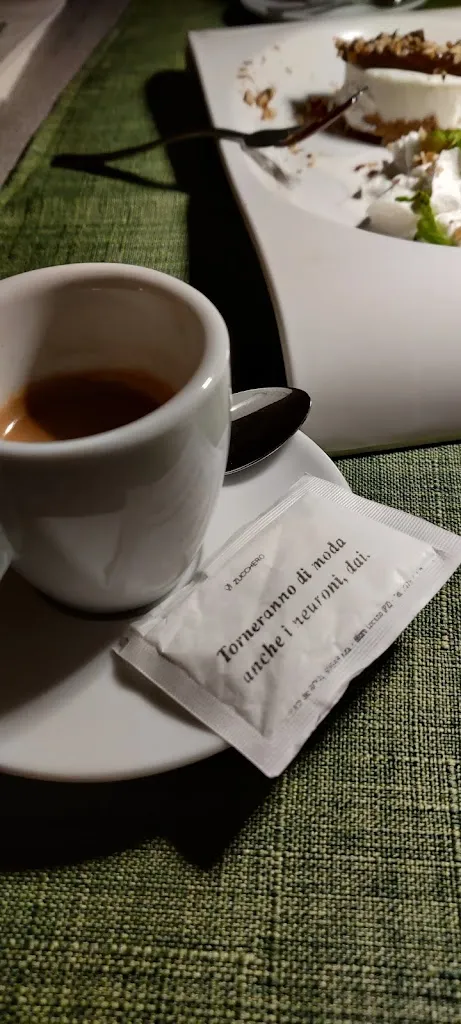 ZUCCHERO
Torneranno di moda
anche i neuroni, dai.